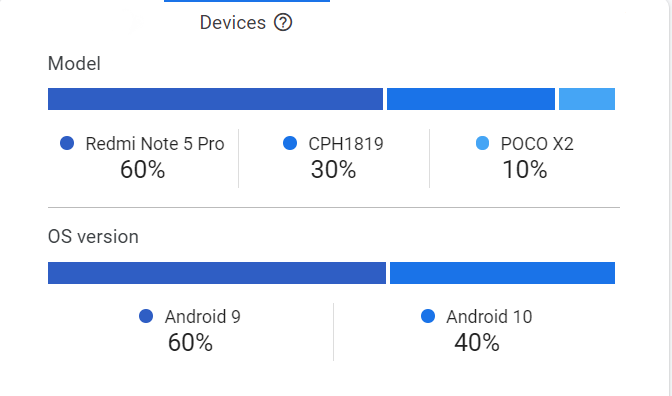 Devices ?
Model
Redmi Note 5 Pro CPH1819 POCO X2
60% 30% 10%
OS version
Android 9 Android 10
60% 40%